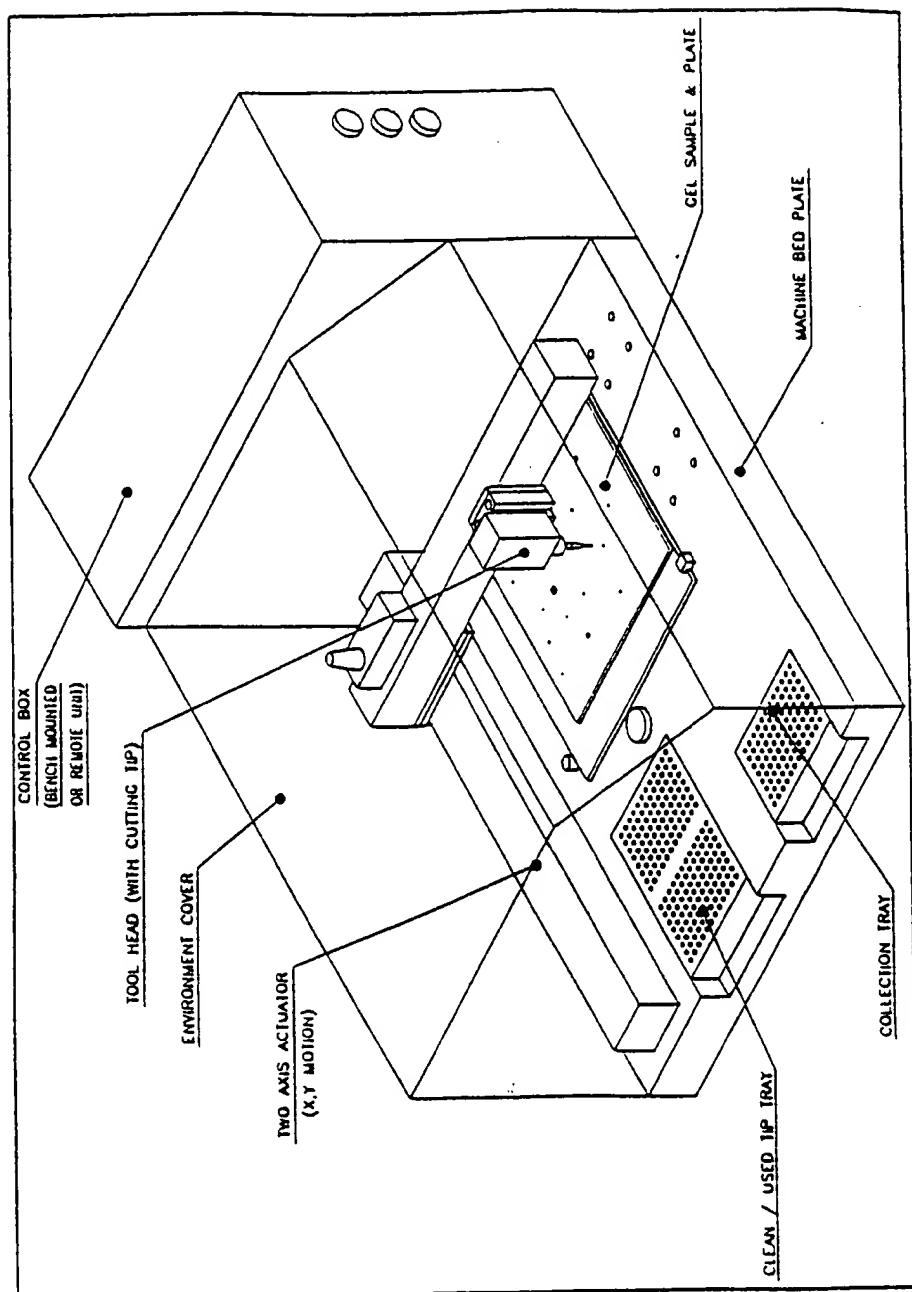 CONTROL BOX
(BENCH MOUNTED
OR REMOTE UNIT)
TOOL HEAD (WITH CUTTING TIP)
ENVIRONMENT COVER
TWO AXIS ACTUATOR
(X,Y MOTION)
CLEAN / USED TIP TRAY
COLLECTION TRAY
MACHINE BED PLATE
GEL SAMPLE & PLATE